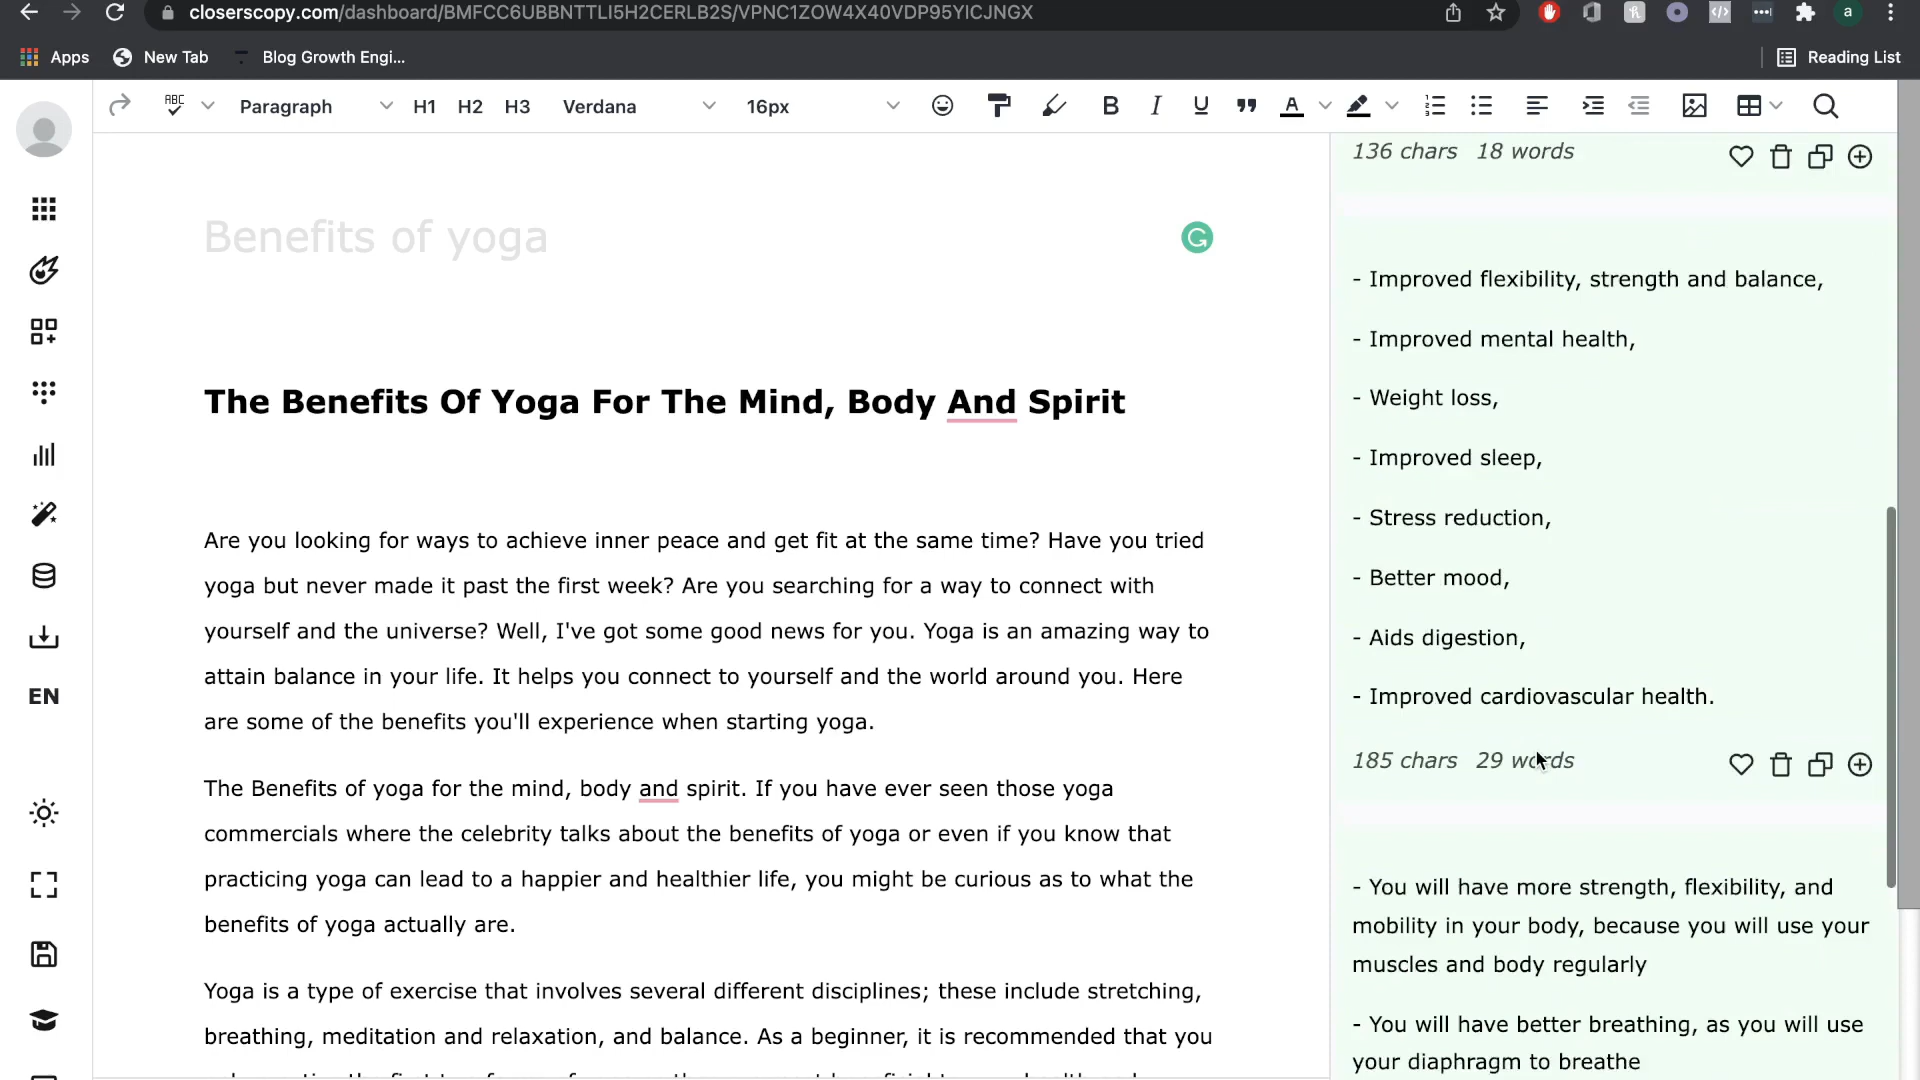 closerscopy.com/dashboard/BMFCC6UBBNTTLI5H2CERLB2S/VPNC1ZOW4X40VDP95YICJNGX
a
Apps New Tab Blog Growth Engi... Reading List
ABC Paragraph H1 H2 H3 Verdana 16px B I U A
136 chars 18 words
Benefits of yoga
- Improved flexibility, strength and balance,
- Improved mental health,
The Benefits Of Yoga For The Mind, Body And Spirit
- Weight loss,
- Improved sleep,
- Stress reduction,
- Better mood,
- Aids digestion,
- Improved cardiovascular health.
185 chars 29 words
Are you looking for ways to achieve inner peace and get fit at the same time? Have you tried
yoga but never made it past the first week? Are you searching for a way to connect with
yourself and the universe? Well, I've got some good news for you. Yoga is an amazing way to
attain balance in your life. It helps you connect to yourself and the world around you. Here
are some of the benefits you'll experience when starting yoga.
The Benefits of yoga for the mind, body and spirit. If you have ever seen those yoga
commercials where the celebrity talks about the benefits of yoga or even if you know that
practicing yoga can lead to a happier and healthier life, you might be curious as to what the
benefits of yoga actually are.
Yoga is a type of exercise that involves several different disciplines; these include stretching,
breathing, meditation and relaxation, and balance. As a beginner, it is recommended that you
- You will have more strength, flexibility, and
mobility in your body, because you will use your
muscles and body regularly
- You will have better breathing, as you will use
your diaphragm to breathe
EN